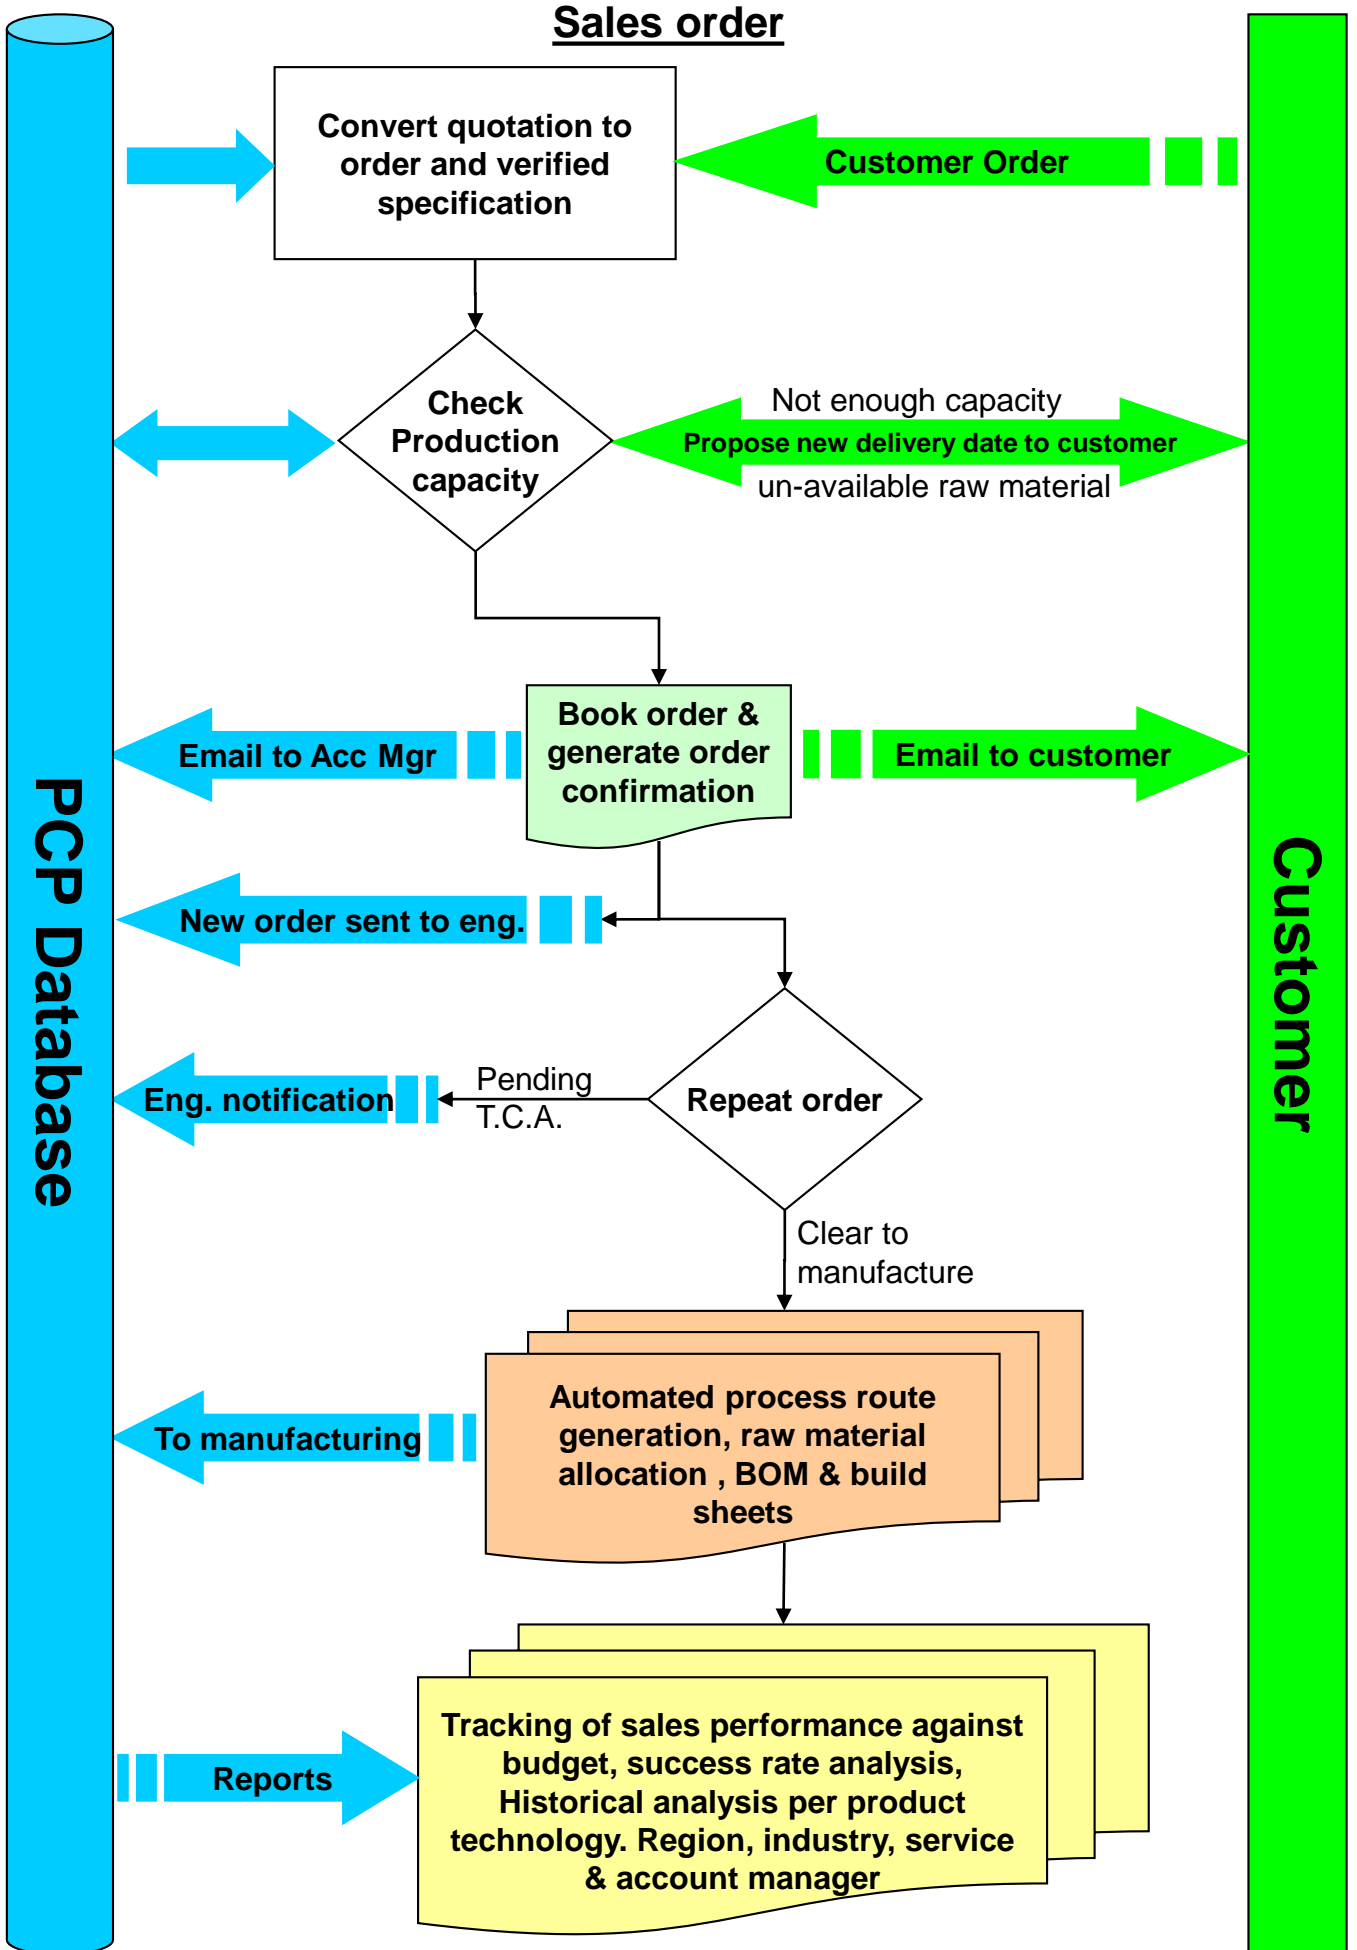 Sales order
Convert quotation to
order and verified
specification
Customer Order
Check
Production
capacity
Not enough capacity
Propose new delivery date to customer
un-available raw material
Book order &
generate order
confirmation
Email to Acc Mgr
Email to customer
PCP Database
Customer
New order sent to eng.
Eng. notification
Pending
T.C.A.
Repeat order
Clear to
manufacture
Automated process route
generation, raw material
allocation , BOM & build
sheets
To manufacturing
Tracking of sales performance against
budget, success rate analysis,
Historical analysis per product
technology. Region, industry, service
& account manager
Reports